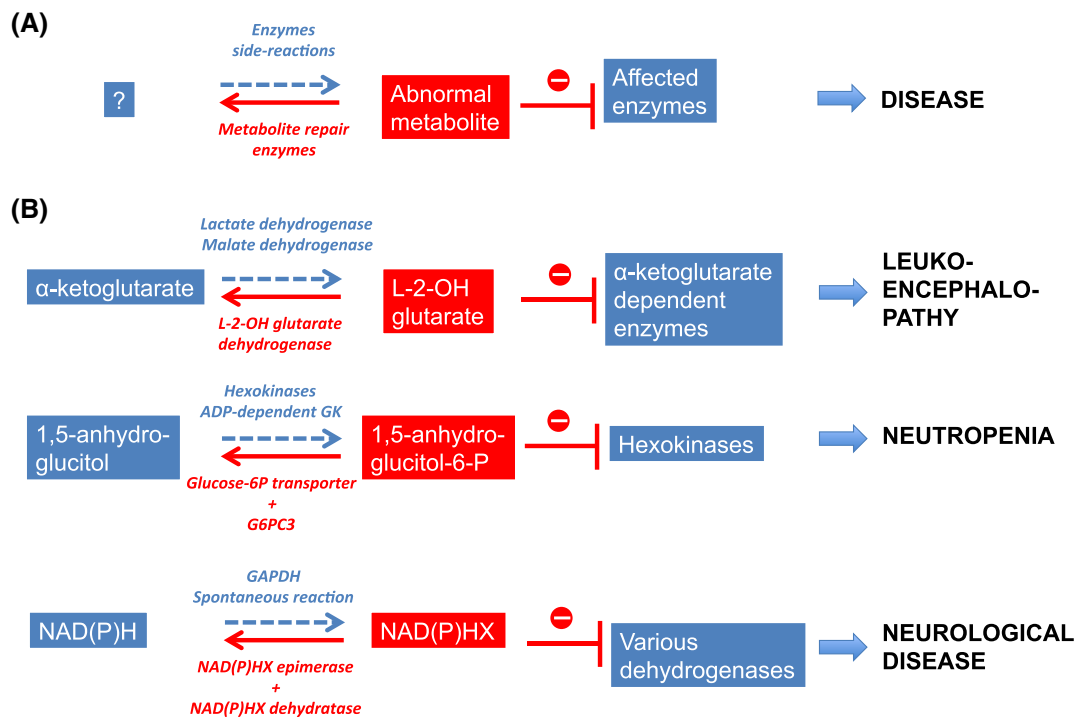 (A)
Enzymes
side-reactions
?
Metabolite repair
enzymes
Abnormal
metabolite
Affected
enzymes
DISEASE
(B)
Lactate dehydrogenase
Malate dehydrogenase
α-ketoglutarate
L-2-OH glutarate
dehydrogenase
L-2-OH
glutarate
α-ketoglutarate
dependent
enzymes
LEUKO-
ENCEPHALO-
PATHY
Hexokinases
ADP-dependent GK
1,5-anhydro-
glucitol
Glucose-6P transporter
+
G6PC3
1,5-anhydro-
glucitol-6-P
Hexokinases
NEUTROPENIA
GAPDH
Spontaneous reaction
NAD(P)H
NAD(P)HX epimerase
+
NAD(P)HX dehydratase
NAD(P)HX
Various
dehydrogenases
NEUROLOGICAL
DISEASE